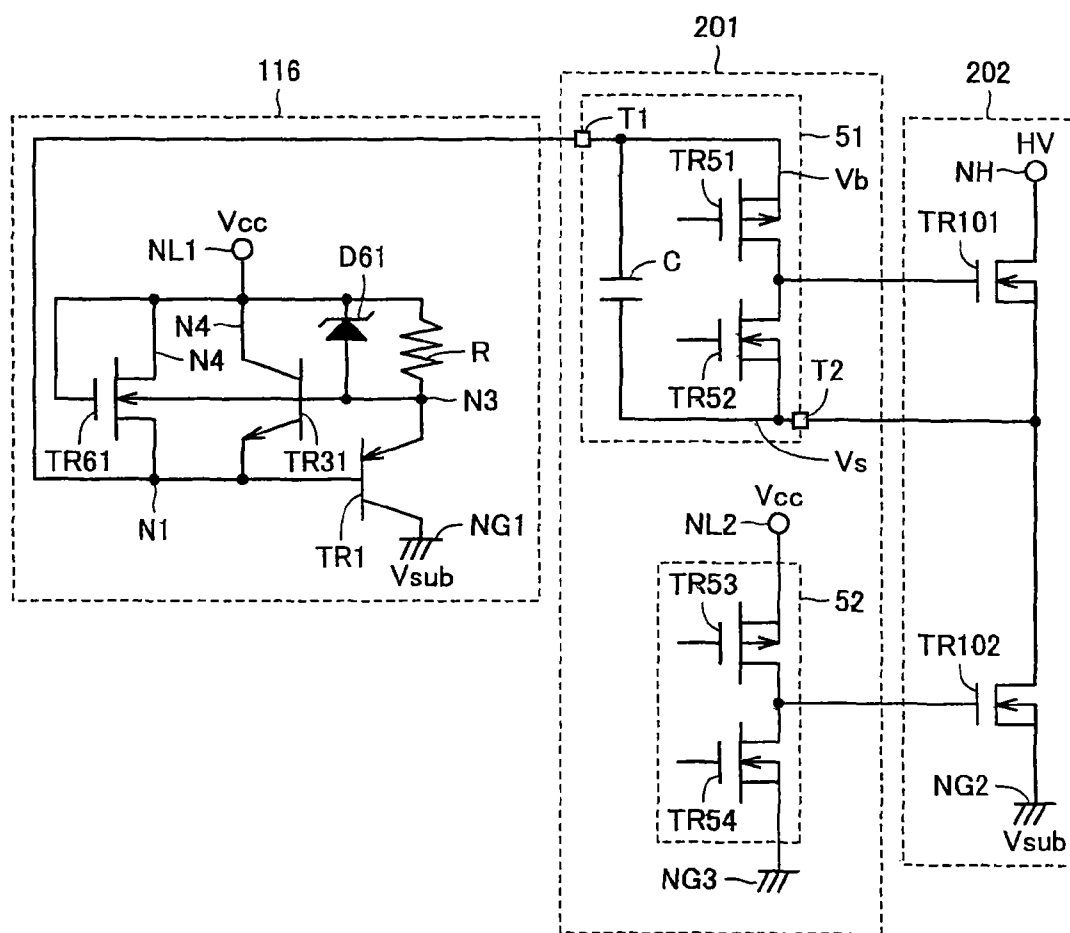 201
116
202
T1
51
HV
TR51
Vb
NH
Vcc
TR101
NL1
D61
C
N4
N4
R
T2
N3
TR52
TR61
TR31
Vs
Vcc
N1
NG1
NL2
TR1
Vsub
TR53
52
TR102
NG2
TR54
Vsub
NG3